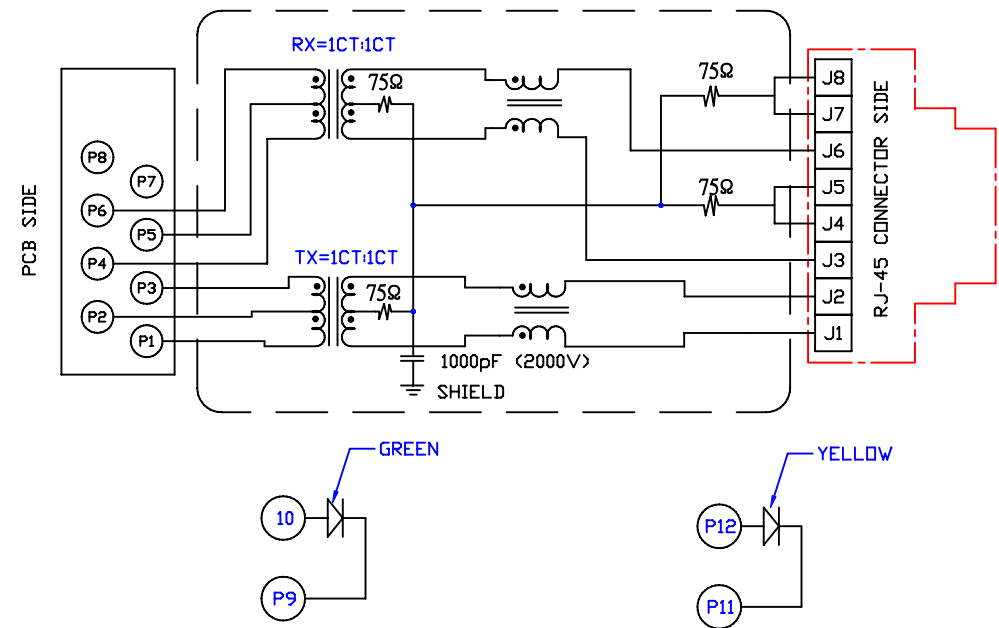 RX=1CT:1CT
75Ω
75Ω
J8
J7
J6
J5
J4
J3
J2
J1
75Ω
RJ-45 CONNECTOR SIDE
PCB SIDE
P8
P7
P6
P5
P4
P3
P2
P1
TX=1CT:1CT
75Ω
1000pF (2000V)
SHIELD
GREEN
YELLOW
10
P12
P9
P11